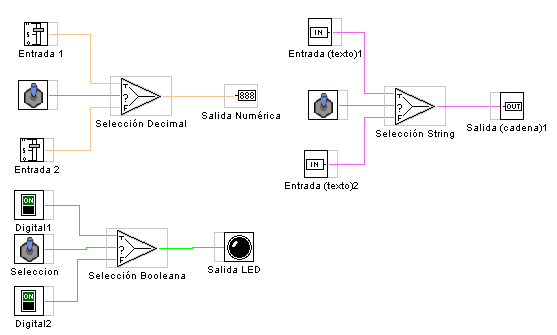 Entrada 1
T
?
F
Selección Decimal
888
Salida Numérica
Entrada 2
IN
Entrada (texto)1
T
?
F
Selección String
OUT
Salida (cadena)1
IN
Entrada (texto)2
ON
Digital1
T
?
F
Selección Booleana
Seleccion
Salida LED
ON
Digital2